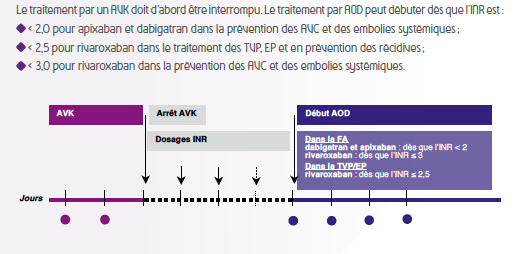 Le traitement par un AVK doit d'abord être interrompu. Le traitement par AOD peut débuter dès que l'INR est :
< 2,0 pour apixaban et dabigatran dans la prévention des AVC et des embolies systémiques ;
< 2,5 pour rivaroxaban dans le traitement des TVP, EP et en prévention des récidives ;
< 3,0 pour rivaroxaban dans la prévention des AVC et des embolies systémiques.
AVK
Arrêt AVK
Début AOD
Dosages INR
Dans la FA
dabigatran et apixaban : dès que l'INR < 2
rivaroxaban : dès que l'INR ≤ 3
Dans la TVP/EP
rivaroxaban : dès que l'INR ≤ 2,5
Jours